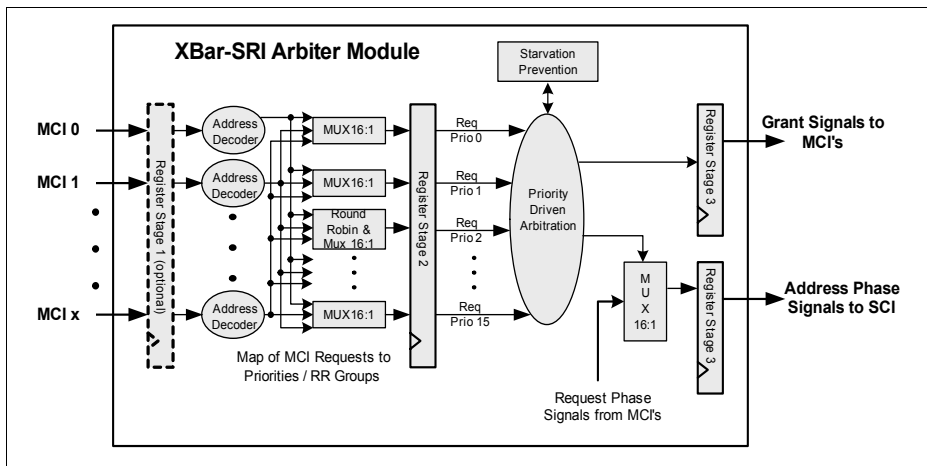 XBar-SRI Arbiter Module
Starvation
Prevention
MCI 0
MCI 1
MCI x
Register Stage 1 (optional)
Address
Decoder
Address
Decoder
Address
Decoder
MUX16:1
MUX16:1
Round
Robin &
Mux 16:1
MUX16:1
Map of MCI Requests to
Priorities / RR Groups
Register Stage 2
Req
Prio 0
Req
Prio 1
Req
Prio 2
Req
Prio 15
Priority
Driven
Arbitration
M
U
X
16:1
Request Phase
Signals from MCI's
Register Stage 3
Register Stage 3
Grant Signals to
MCI's
Address Phase
Signals to SCI